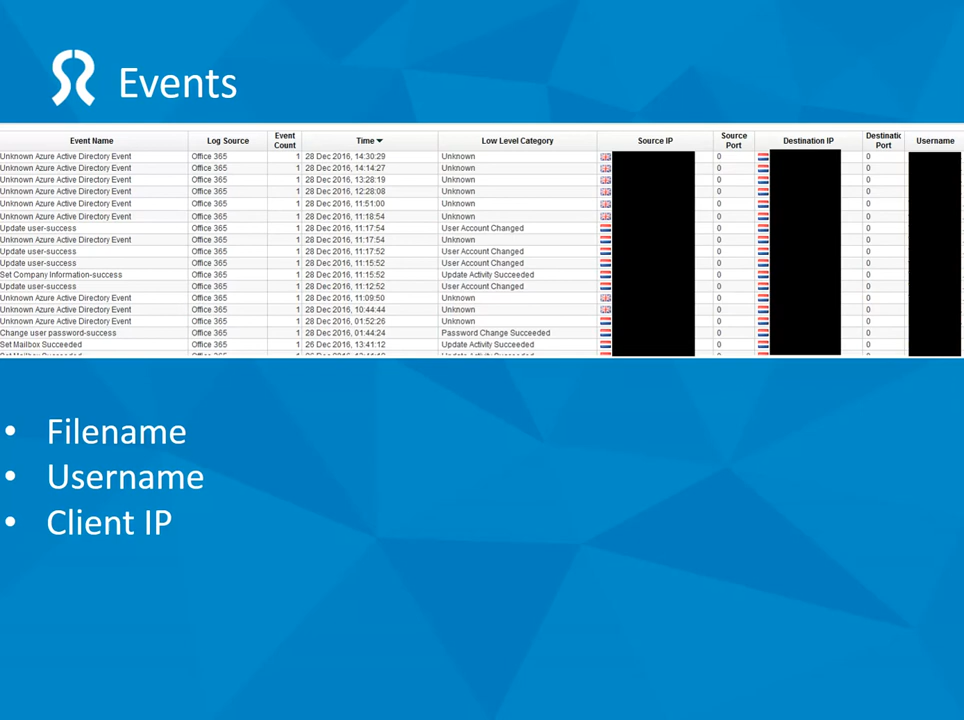 Events
Event Name Log Source Event Count Time Low Level Category Source IP Source Port Destination IP Destinatic Port Username
Unknown Azure Active Directory Event Office 365 1 28 Dec 2016, 14:30:29 Unknown 0 0
Unknown Azure Active Directory Event Office 365 1 28 Dec 2016, 14:14:27 Unknown 0 0
Unknown Azure Active Directory Event Office 365 1 28 Dec 2016, 13:28:19 Unknown 0 0
Unknown Azure Active Directory Event Office 365 1 28 Dec 2016, 12:28:08 Unknown 0 0
Unknown Azure Active Directory Event Office 365 1 28 Dec 2016, 11:51:00 Unknown 0 0
Unknown Azure Active Directory Event Office 365 1 28 Dec 2016, 11:18:54 Unknown 0 0
Update user-success Office 365 1 28 Dec 2016, 11:17:54 User Account Changed 0 0
Unknown Azure Active Directory Event Office 365 1 28 Dec 2016, 11:17:54 Unknown 0 0
Update user-success Office 365 1 28 Dec 2016, 11:17:52 User Account Changed 0 0
Update user-success Office 365 1 28 Dec 2016, 11:15:52 User Account Changed 0 0
Set Company Information-success Office 365 1 28 Dec 2016, 11:15:52 Update Activity Succeeded 0 0
Update user-success Office 365 1 28 Dec 2016, 11:12:52 User Account Changed 0 0
Unknown Azure Active Directory Event Office 365 1 28 Dec 2016, 11:09:50 Unknown 0 0
Unknown Azure Active Directory Event Office 365 1 28 Dec 2016, 10:44:44 Unknown 0 0
Unknown Azure Active Directory Event Office 365 1 28 Dec 2016, 01:52:26 Unknown 0 0
Change user password-success Office 365 1 28 Dec 2016, 01:44:24 Password Change Succeeded 0 0
Set Mailbox Succeeded Office 365 1 26 Dec 2016, 13:41:12 Update Activity Succeeded 0 0
• Filename
• Username
• Client IP